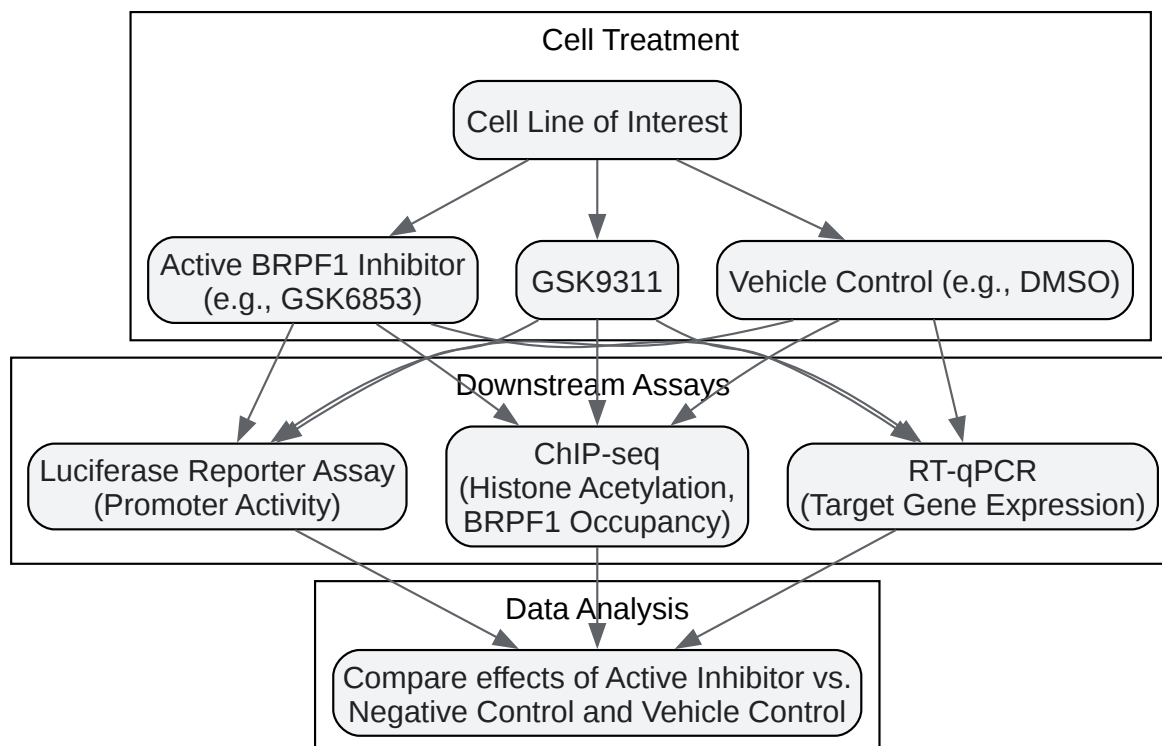 Cell Treatment
Cell Line of Interest
Active BRPF1 Inhibitor
(e.g., GSK6853)
GSK9311
Vehicle Control (e.g., DMSO)
Downstream Assays
Luciferase Reporter Assay
(Promoter Activity)
ChIP-seq
(Histone Acetylation,
BRPF1 Occupancy)
RT-qPCR
(Target Gene Expression)
Data Analysis
Compare effects of Active Inhibitor vs.
Negative Control and Vehicle Control